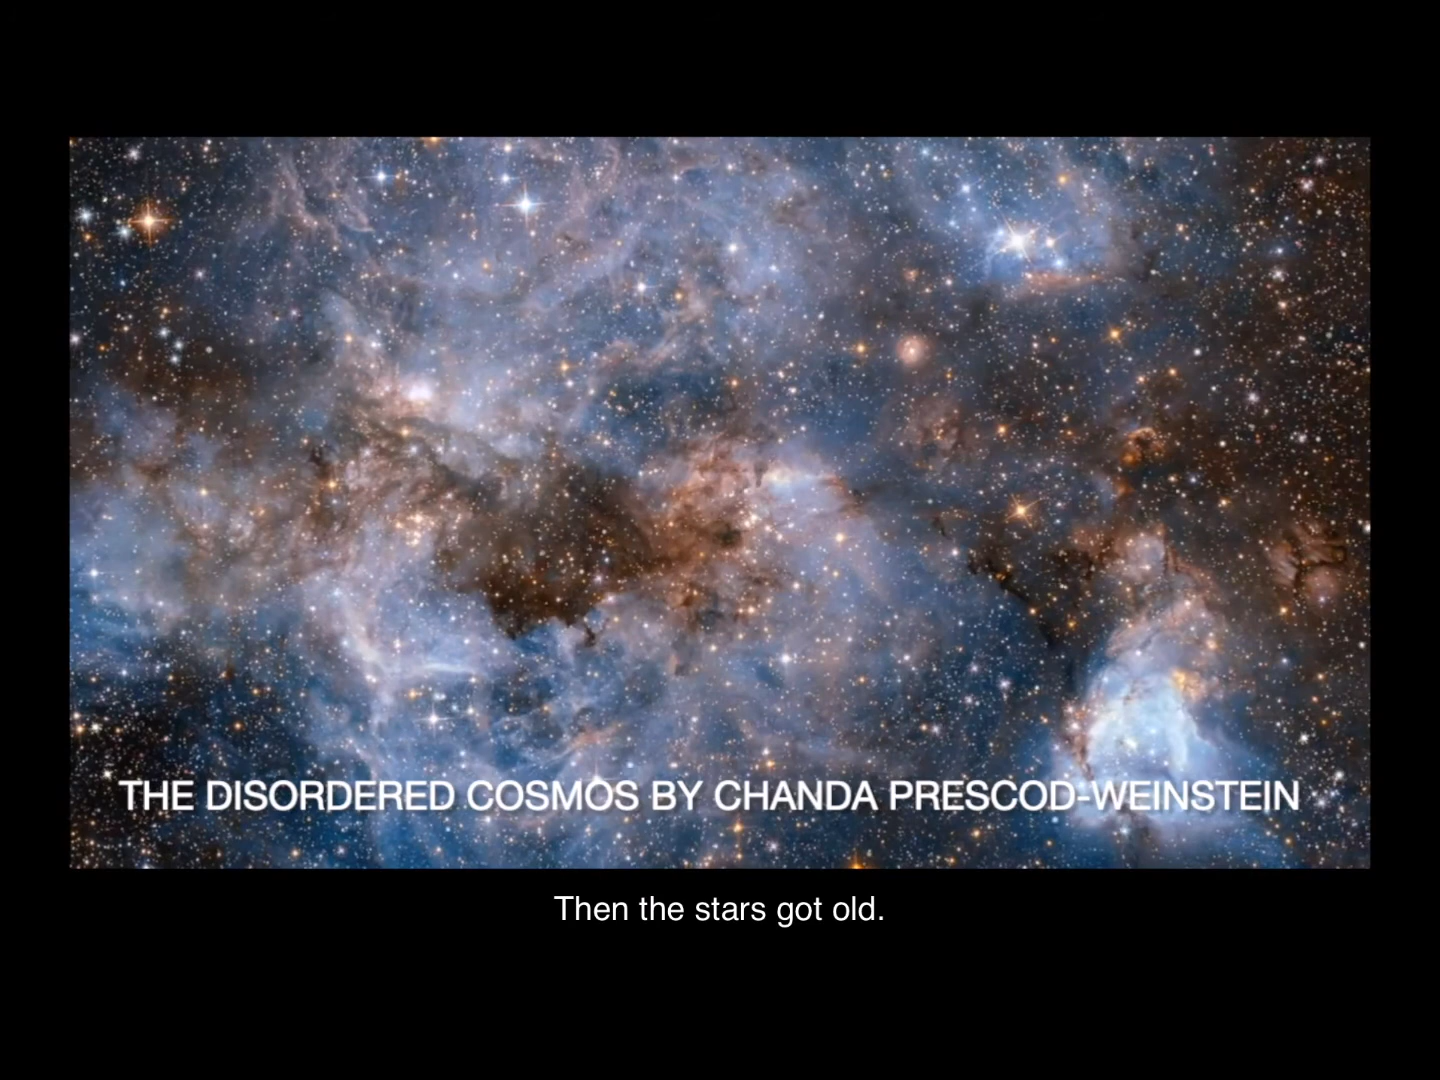 THE DISORDERED COSMOS BY CHANDA PRESCOD-WEINSTEIN
Then the stars got old.